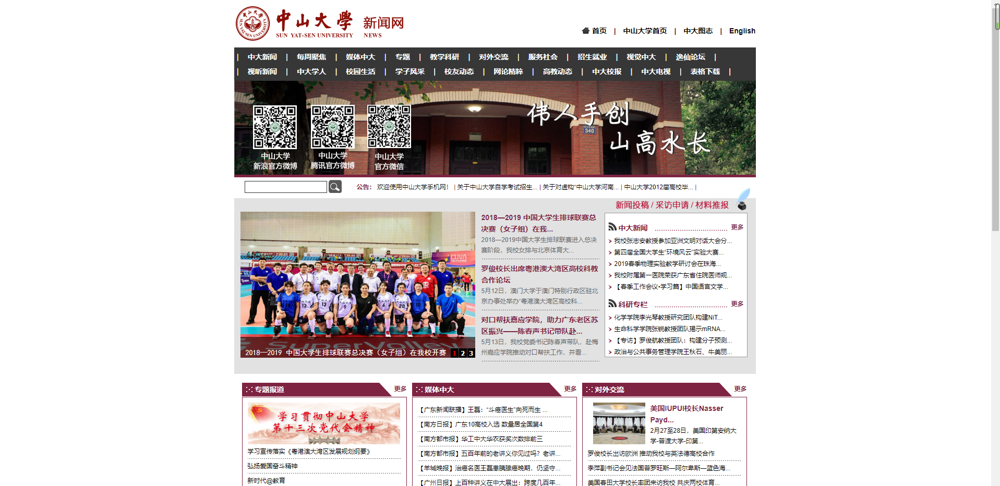 中山大學 新闻网
SUN YAT-SEN UNIVERSITY NEWS
首页 | 中山大学首页 | 中大图志 | English
| 中大新闻 | 每周聚焦 | 媒体中大 | 专题 | 教学科研 | 对外交流 | 服务社会 | 招生就业 | 视觉中大 | 逸仙论坛 |
| 视听新闻 | 中大学人 | 校园生活 | 学子风采 | 校友动态 | 网论精粹 | 高教动态 | 中大校报 | 中大电视 | 表格下载 |
伟人手创
山高水长
340
中山大学
新浪官方微博
中山大学
腾讯官方微博
中山大学
官方微信
公告： 欢迎使用中山大学手机网！ | 关于中山大学自学考试招生... | 关于对虚构“中山大学河南... | 中山大学2012届高校毕... |
新闻投稿 / 采访申请 / 材料推报
CUVA
SuperVolley
2018—2019 中国大学生排球联赛总决赛（女子组）在我校开赛 1 2 3
2018—2019 中国大学生排球联赛总
决赛（女子组）在我...
2018—2019中国大学生排球联赛进入总决
赛阶段，我校女排与北京体育大...
罗俊校长出席粤港澳大湾区高校科教
合作论坛
5月12日，澳门大学于澳门特别行政区驻北
京办事处举办“粤港澳大湾区高校科...
对口帮扶嘉应学院，助力广东老区苏
区振兴——陈春声书记带队赴...
5月13日，我校党委书记陈春声带队，赴梅
州嘉应学院推动对口帮扶工作，并看...
中大新闻 更多
我校张志安教授参加亚洲文明对话大会分...
第四届全国大学生“环境风云”实验大赛...
2019春季物理实验教学研讨会在珠海...
我校附属第一医院荣获广东省住院医师规...
【春季工作会议·学习篇】中国语言文学...
科研专栏 更多
化学学院李光琴教授研究团队构建NiT...
生命科学学院张锐教授团队揭示mRNA...
【专访】罗俊航教授团队：构建分子预测...
政治与公共事务管理学院王秋石、牛美丽...
专题报道 更多
学习贯彻中山大学
第十三次党代会精神
学习宣传落实《粤港澳大湾区发展规划纲要》
弘扬爱国奋斗精神
新时代@教育
媒体中大 更多
【广东新闻联播】王磊：“斗癌医生”向死而生 ...
【南方日报】广东10高校入选 数量居全国第4
【南方都市报】华工中大华农获奖次数排前三
【南方都市报】五百年前的老讲义你见过吗？老讲...
【羊城晚报】治癌名医王磊患胰腺癌晚期，仍坚守...
【广州日报】上百种讲义在中大展出：跨度几百年...
对外交流 更多
美国IUPUI校长Nasser
Payd...
2月27至28日，美国印第安纳大
学-普渡大学-印第...
罗俊校长出访欧洲 推动我校与英法德高校合作
李萍副书记会见法国普罗旺斯—阿尔卑斯—蓝色海...
美国春田大学校长率团来访我校 共庆两校体育...